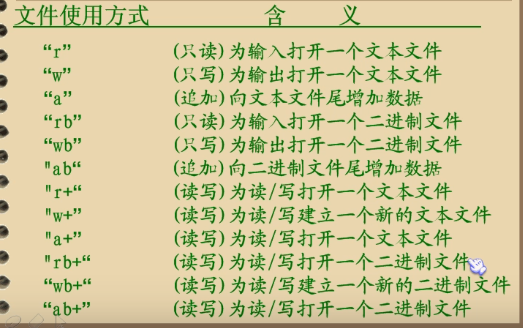 文件使用方式 含 义
“r” (只读)为输入打开一个文本文件
“w” (只写)为输出打开一个文本文件
“a” (追加)向文本文件尾增加数据
“rb” (只读)为输入打开一个二进制文件
“wb” (只写)为输出打开一个二进制文件
"ab“ (追加)向二进制文件尾增加数据
"r+“ (读写)为读/写打开一个文本文件
"w+” (读写)为读/写建立一个新的文本文件
"a+” (读写)为读/写打开一个文本文件
"rb+“ (读写)为读/写打开一个二进制文件
“wb+“ (读写)为读/写建立一个新的二进制文件
“ab+” (读写)为读/写打开一个二进制文件